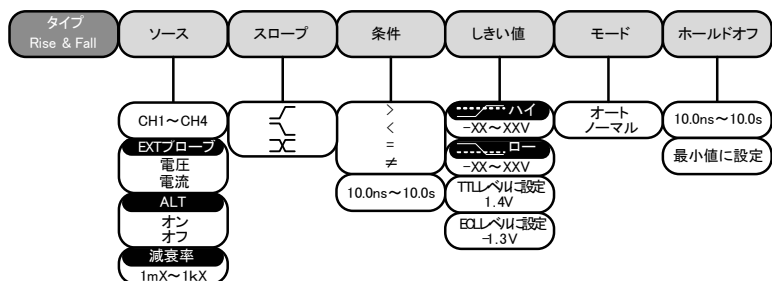 タイプ
Rise & Fall
ソース
スロープ
条件
しきい値
モード
ホールドオフ
CH1～CH4
EXTプローブ
電圧
電流
ALT
オン
オフ
減衰率
1mX～1kX
>
<
=
≠
10.0ns～10.0s
ハイ
-XX～XXV
ロー
-XX～XXV
TTLレベルに設定
1.4V
ECLレベルに設定
-1.3V
オート
ノーマル
10.0ns～10.0s
最小値に設定